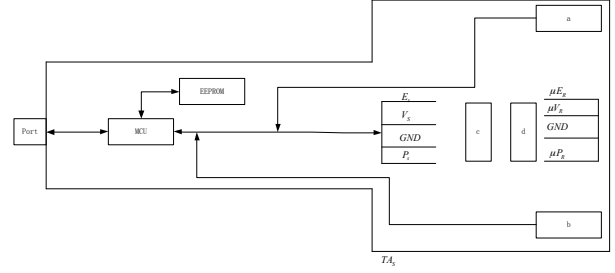 a
EEPROM
Port
MCU
E_s
V_S
GND
P_s
c
d
μE_R
μV_R
GND
μP_R
b
TA_S